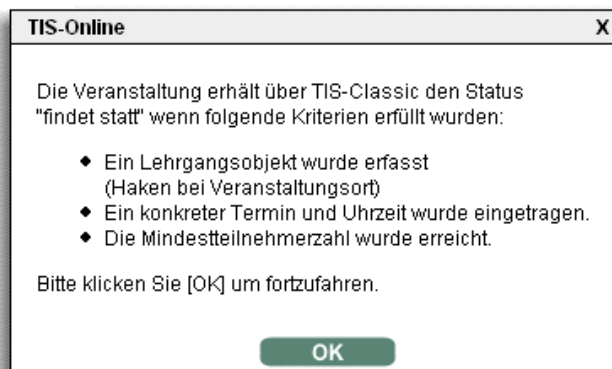 TIS-Online X
Die Veranstaltung erhält über TIS-Classic den Status
"findet statt" wenn folgende Kriterien erfüllt wurden:
◆ Ein Lehrgangsobjekt wurde erfasst
(Haken bei Veranstaltungsort)
◆ Ein konkreter Termin und Uhrzeit wurde eingetragen.
◆ Die Mindestteilnehmerzahl wurde erreicht.
Bitte klicken Sie [OK] um fortzufahren.
OK